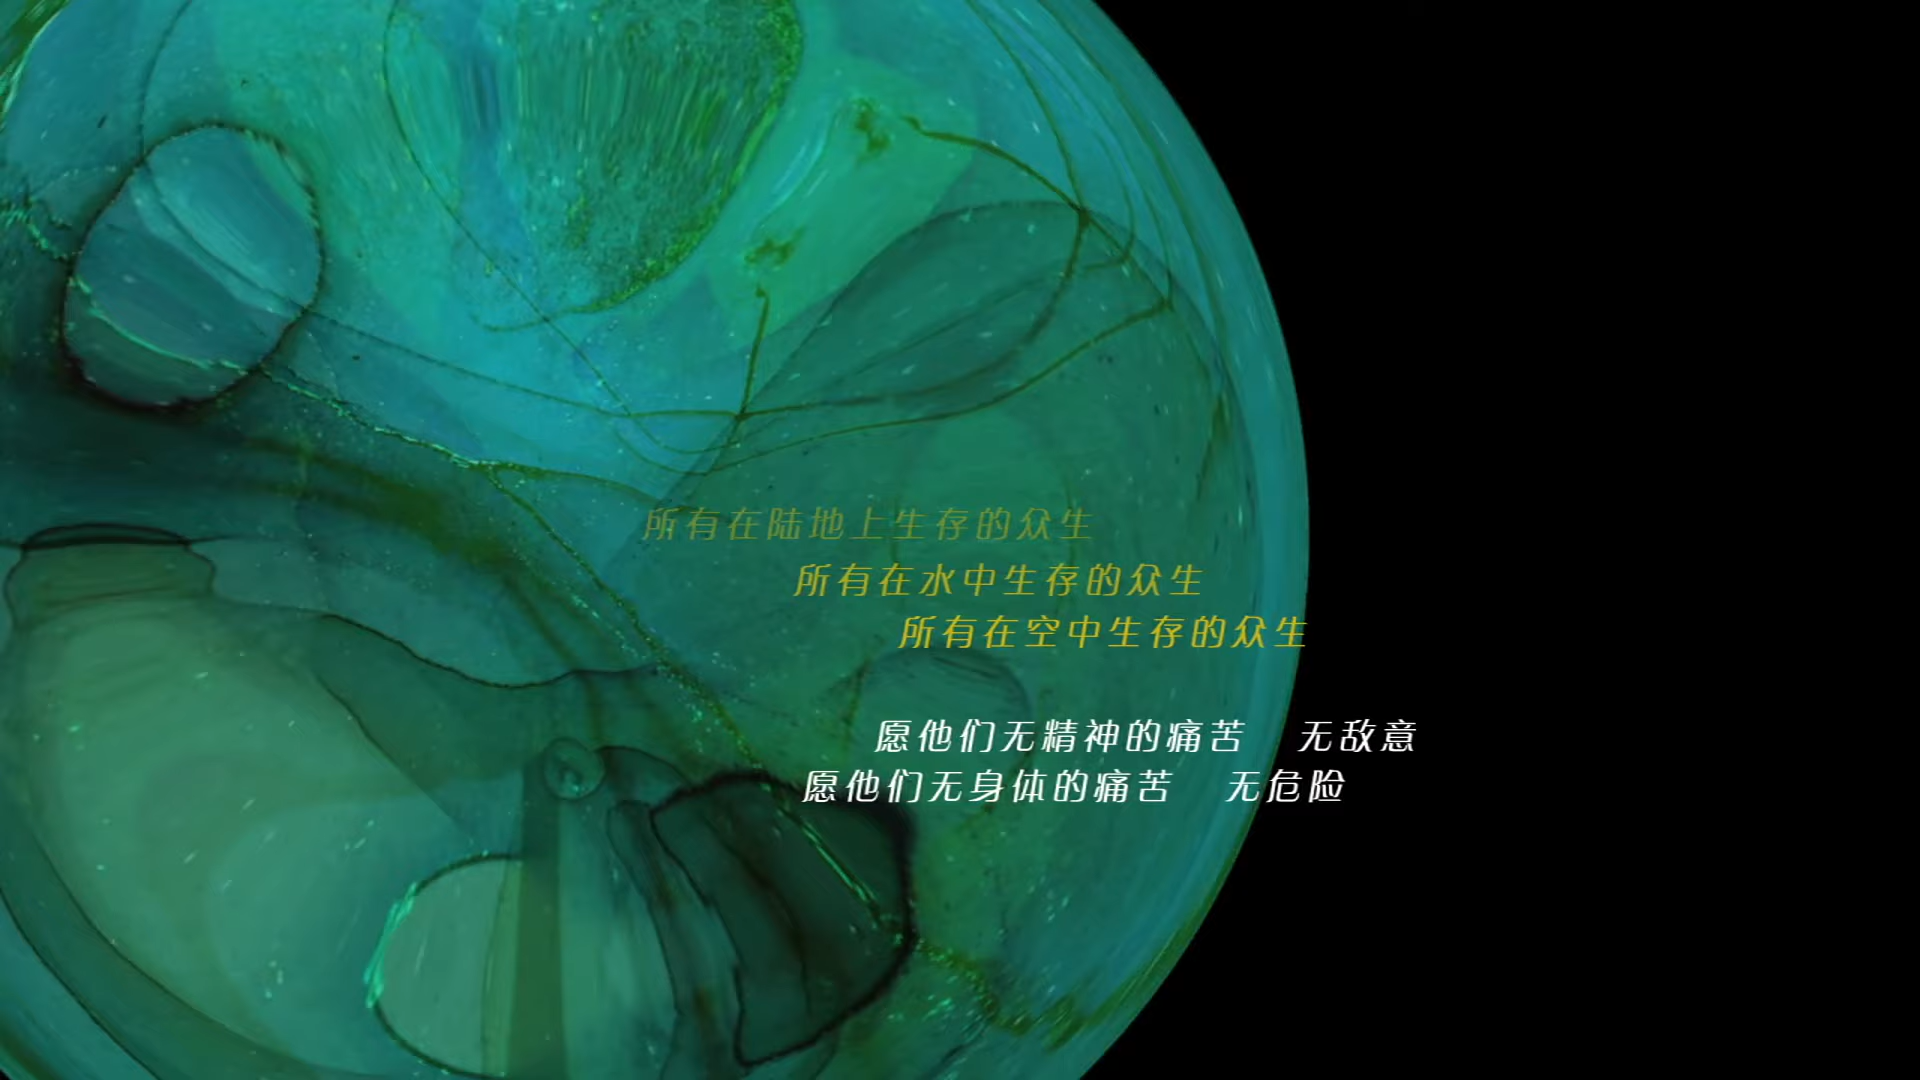 所有在陆地上生存的众生
所有在水中生存的众生
所有在空中生存的众生
愿他们无精神的痛苦 无敌意
愿他们无身体的痛苦 无危险